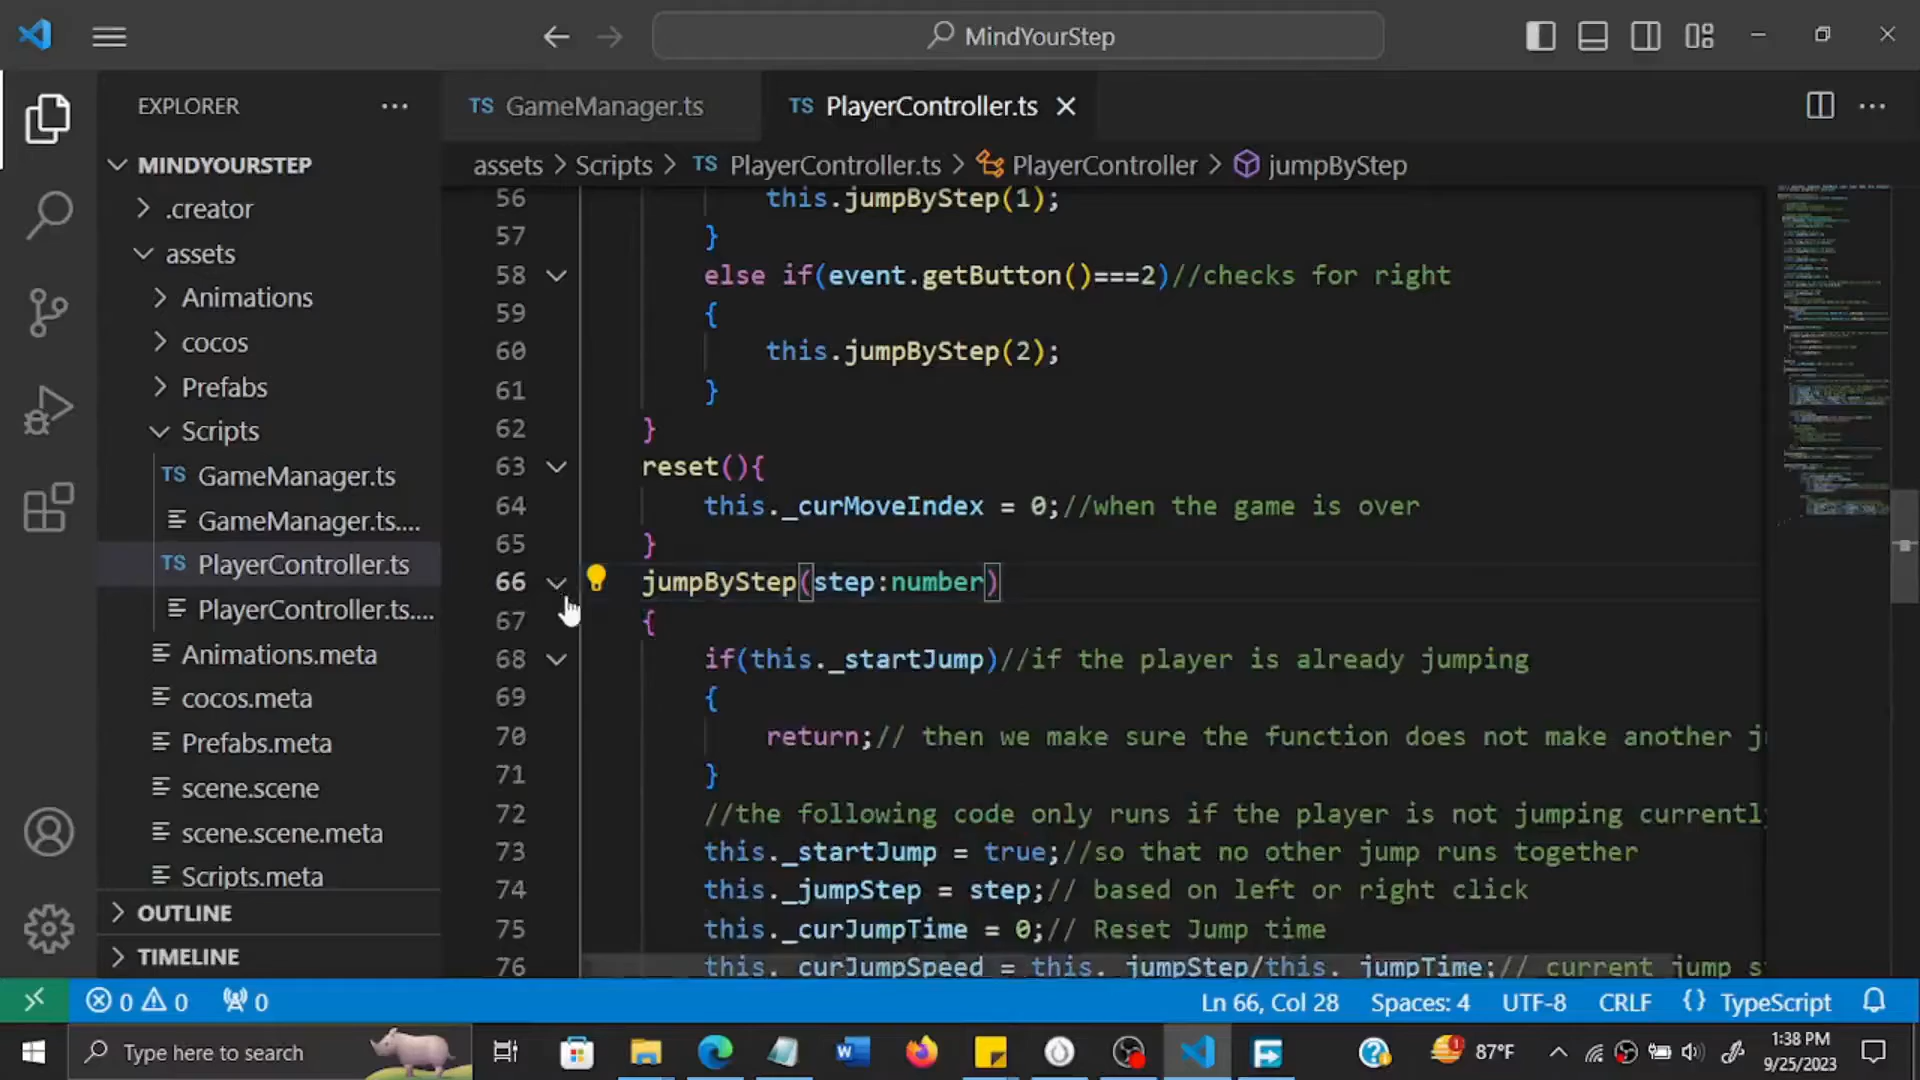 MindYourStep
EXPLORER
TS GameManager.ts
TS PlayerController.ts
MINDYOURSTEP
assets > Scripts > TS PlayerController.ts > PlayerController > jumpByStep
.creator
assets
Animations
cocos
Prefabs
Scripts
TS GameManager.ts
GameManager.ts....
TS PlayerController.ts
PlayerController.ts....
Animations.meta
cocos.meta
Prefabs.meta
scene.scene
scene.scene.meta
Scripts.meta
OUTLINE
TIMELINE
56 this.jumpByStep(1);
57 }
58 else if(event.getButton()===2)//checks for right
59 {
60 this.jumpByStep(2);
61 }
62 }
63 reset(){
64 this._curMoveIndex = 0;//when the game is over
65 }
66 jumpByStep(step:number)
67 {
68 if(this._startJump)//if the player is already jumping
69 {
70 return;// then we make sure the function does not make another j
71 }
72 //the following code only runs if the player is not jumping currently
73 this._startJump = true;//so that no other jump runs together
74 this._jumpStep = step;// based on left or right click
75 this._curJumpTime = 0;// Reset Jump time
76 this._curJumpSpeed = this._jumpStep/this._jumpTime;// current jump s
0 0 0
Ln 66, Col 28 Spaces: 4 UTF-8 CRLF {} TypeScript
Type here to search
87°F
1:38 PM
9/25/2023